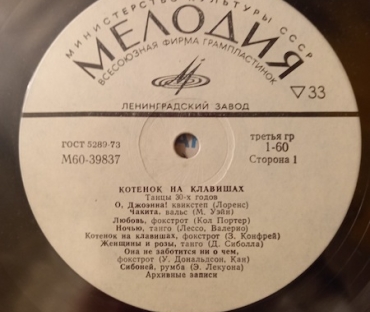 МИНИСТЕРСТВО КУЛЬТУРЫ СССР
МЕЛОДИЯ
ВСЕСОЮЗНАЯ ФИРМА ГРАМПЛАСТИНОК
▽33
ЛЕНИНГРАДСКИЙ ЗАВОД
ГОСТ 5289-73
М60-39837
третья гр
1-60
Сторона 1
КОТЕНОК НА КЛАВИШАХ
Танцы 30-х годов
О, Джоэнна! канкстеп (Лоренс)
Чакита, вальс (М. Уэйн)
Любовь, фокстрот (Кол Портер)
Ночью, танго (Лессо, Валерио)
Котенок на клавишах, фокстрот (З. Конфрей)
Женщины и розы, танго (Д. Сиболла)
Она не заботится ни о чем,
фокстрот (У. Дональдсон, Кан)
Сибоней, румба (Э. Лекуона)
Архивные записи